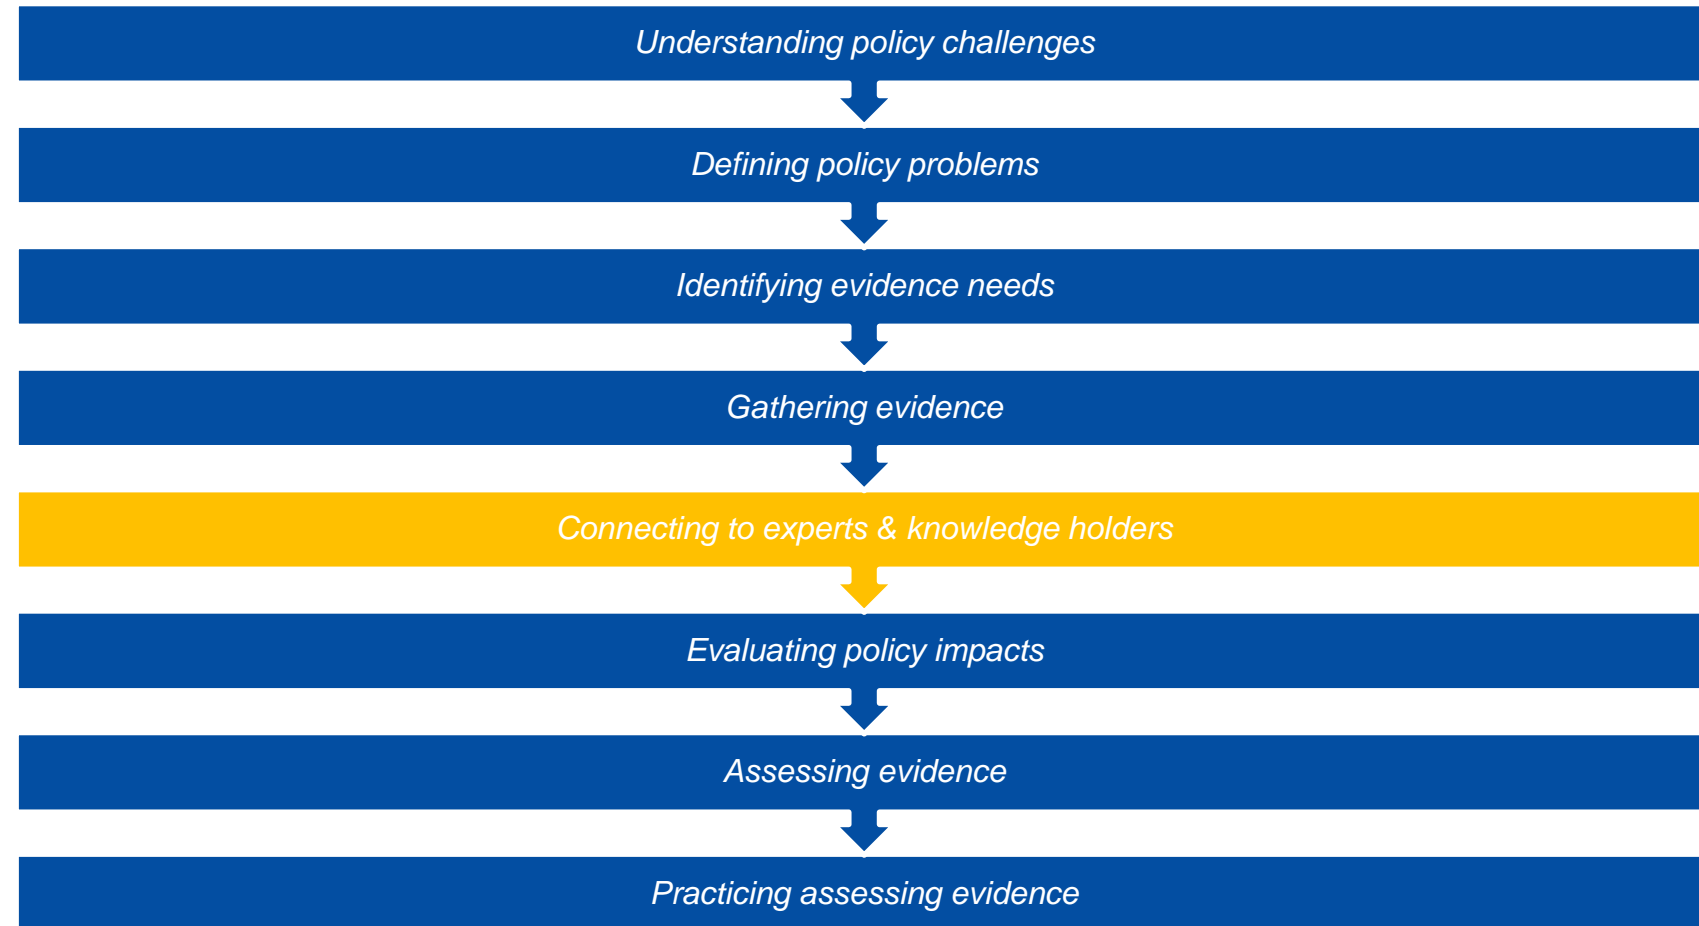 Understanding policy challenges
Defining policy problems
Identifying evidence needs
Gathering evidence
Connecting to experts & knowledge holders
Evaluating policy impacts
Assessing evidence
Practicing assessing evidence